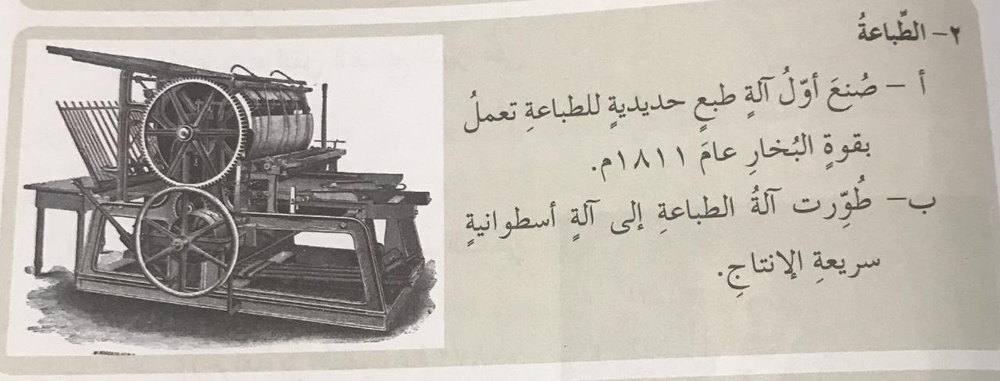 ٢- الطِّباعةُ
أ - صُنعَ أوّلُ آلةٍ طبعٍ حديديةٍ للطباعةِ تعملُ
بقوةٍ البُخارِ عامَ ١٨١١م.
ب- طُوِّرت آلةُ الطباعةِ إلى آلةٍ أسطوانيةٍ
سريعةِ الإنتاجِ.